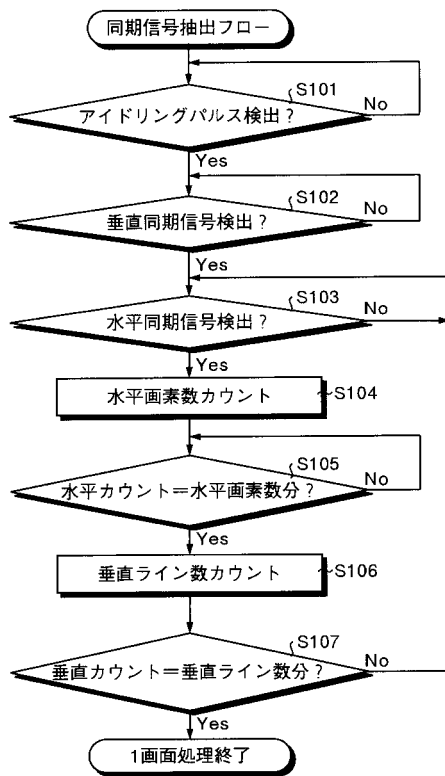 同期信号抽出フロー
S101
アイドリングパルス検出?
No
Yes
S102
垂直同期信号検出?
No
Yes
S103
水平同期信号検出?
No
Yes
水平画素数カウント
S104
S105
水平カウント=水平画素数分?
No
Yes
垂直ライン数カウント
S106
S107
垂直カウント=垂直ライン数分?
No
Yes
1画面処理終了